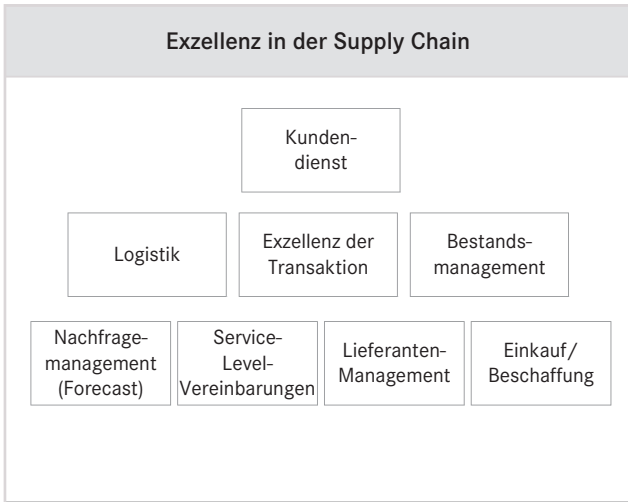 Exzellenz in der Supply Chain
Kunden-
dienst
Logistik
Exzellenz der
Transaktion
Bestands-
management
Nachfrage-
management
(Forecast)
Service-
Level-
Vereinbarungen
Lieferanten-
Management
Einkauf/
Beschaffung